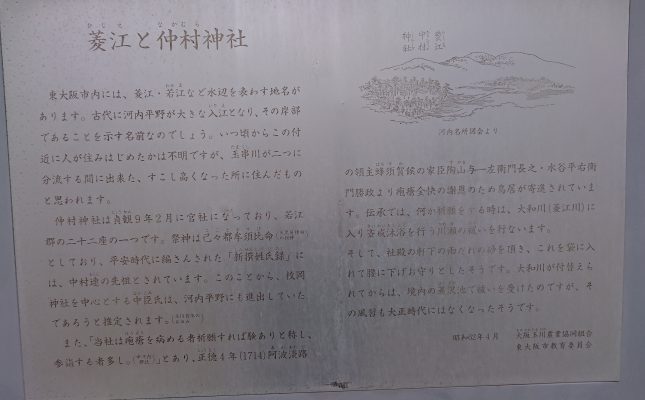 菱江と仲村神社
東大阪市内には、菱江・若江など水辺を表わす地名が
あります。古代に河内平野が大きな入江となり、その岸部
であることを示す名前なのでしょう。いつ頃からこの付
近に人が住みはじめたかは不明ですが、玉串川が二つに
分流する間に出来た、すこし高くなった所に住んだもの
と思われます。
仲村神社は貞観9年2月に官社になっており、若江
郡の二十二座の一つです。祭神は己々都牟須比命
としており、平安時代に編さんされた「新撰姓氏録」に
は、中村連の先祖とされています。このことから、枚岡
神社を中心とする中臣氏は、河内平野にも進出していた
であろうと推定されます。
また、「当社は疱瘡を病める者祈願すれば験ありと称し、
参詣する者多し。」とあり、正徳4年(1714)阿波淡路
菱江
中村
神社
河内名所図会より
の領主蜂須賀候の家臣陶山与一左衛門長之・水谷平右衛
門勝政より疱瘡全快の謝恩のため鳥居が寄進されていま
す。伝承では、何か祈願をする時は、大和川(菱江川)に
入り斎戒沐浴を行う川瀬の祓いを行ないます。
そして、社殿の軒下の雨だれの砂を頂き、これを袋に入
れて腰に下げお守りとしたそうです。大和川が付替えら
れてからは、境内の井泉池で祓いを受けたのですが、そ
の風習も大正時代にはなくなったそうです。
昭和62年4月 大阪玉川農業協同組合
東大阪市教育委員会